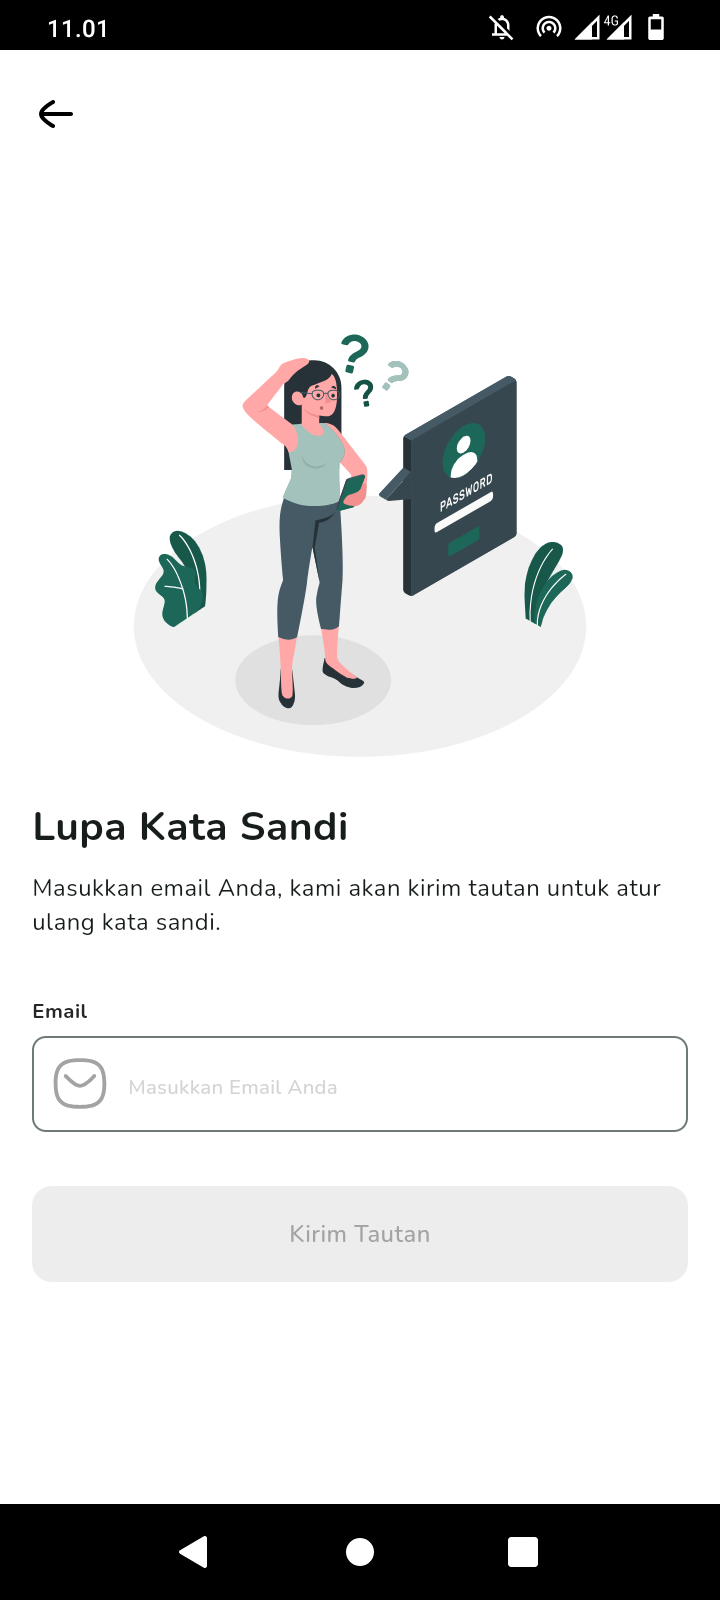 11.01
4G
? ? ?
PASSWORD
Lupa Kata Sandi
Masukkan email Anda, kami akan kirim tautan untuk atur
ulang kata sandi.
Email
Masukkan Email Anda
Kirim Tautan